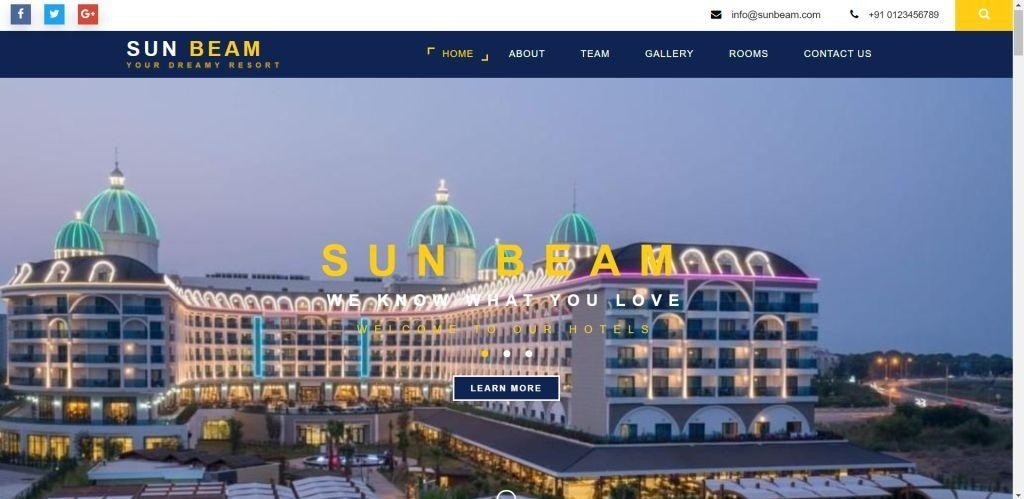 info@sunbeam.com +91 0123456789
SUN BEAM
YOUR DREAMY RESORT
HOME ABOUT TEAM GALLERY ROOMS CONTACT US
SUN BEAM
WE KNOW WHAT YOU LOVE
WELCOME TO OUR HOTELS
LEARN MORE